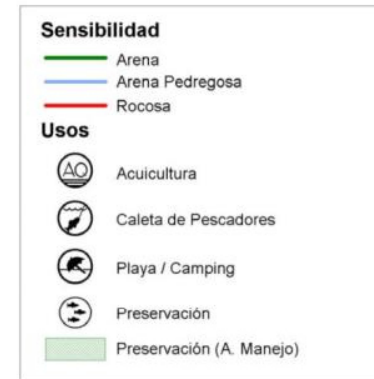 Sensibilidad
Arena
Arena Pedregosa
Rocosa
Usos
AQ
Acuicultura
Caleta de Pescadores
Playa / Camping
Preservación
Preservación (A. Manejo)